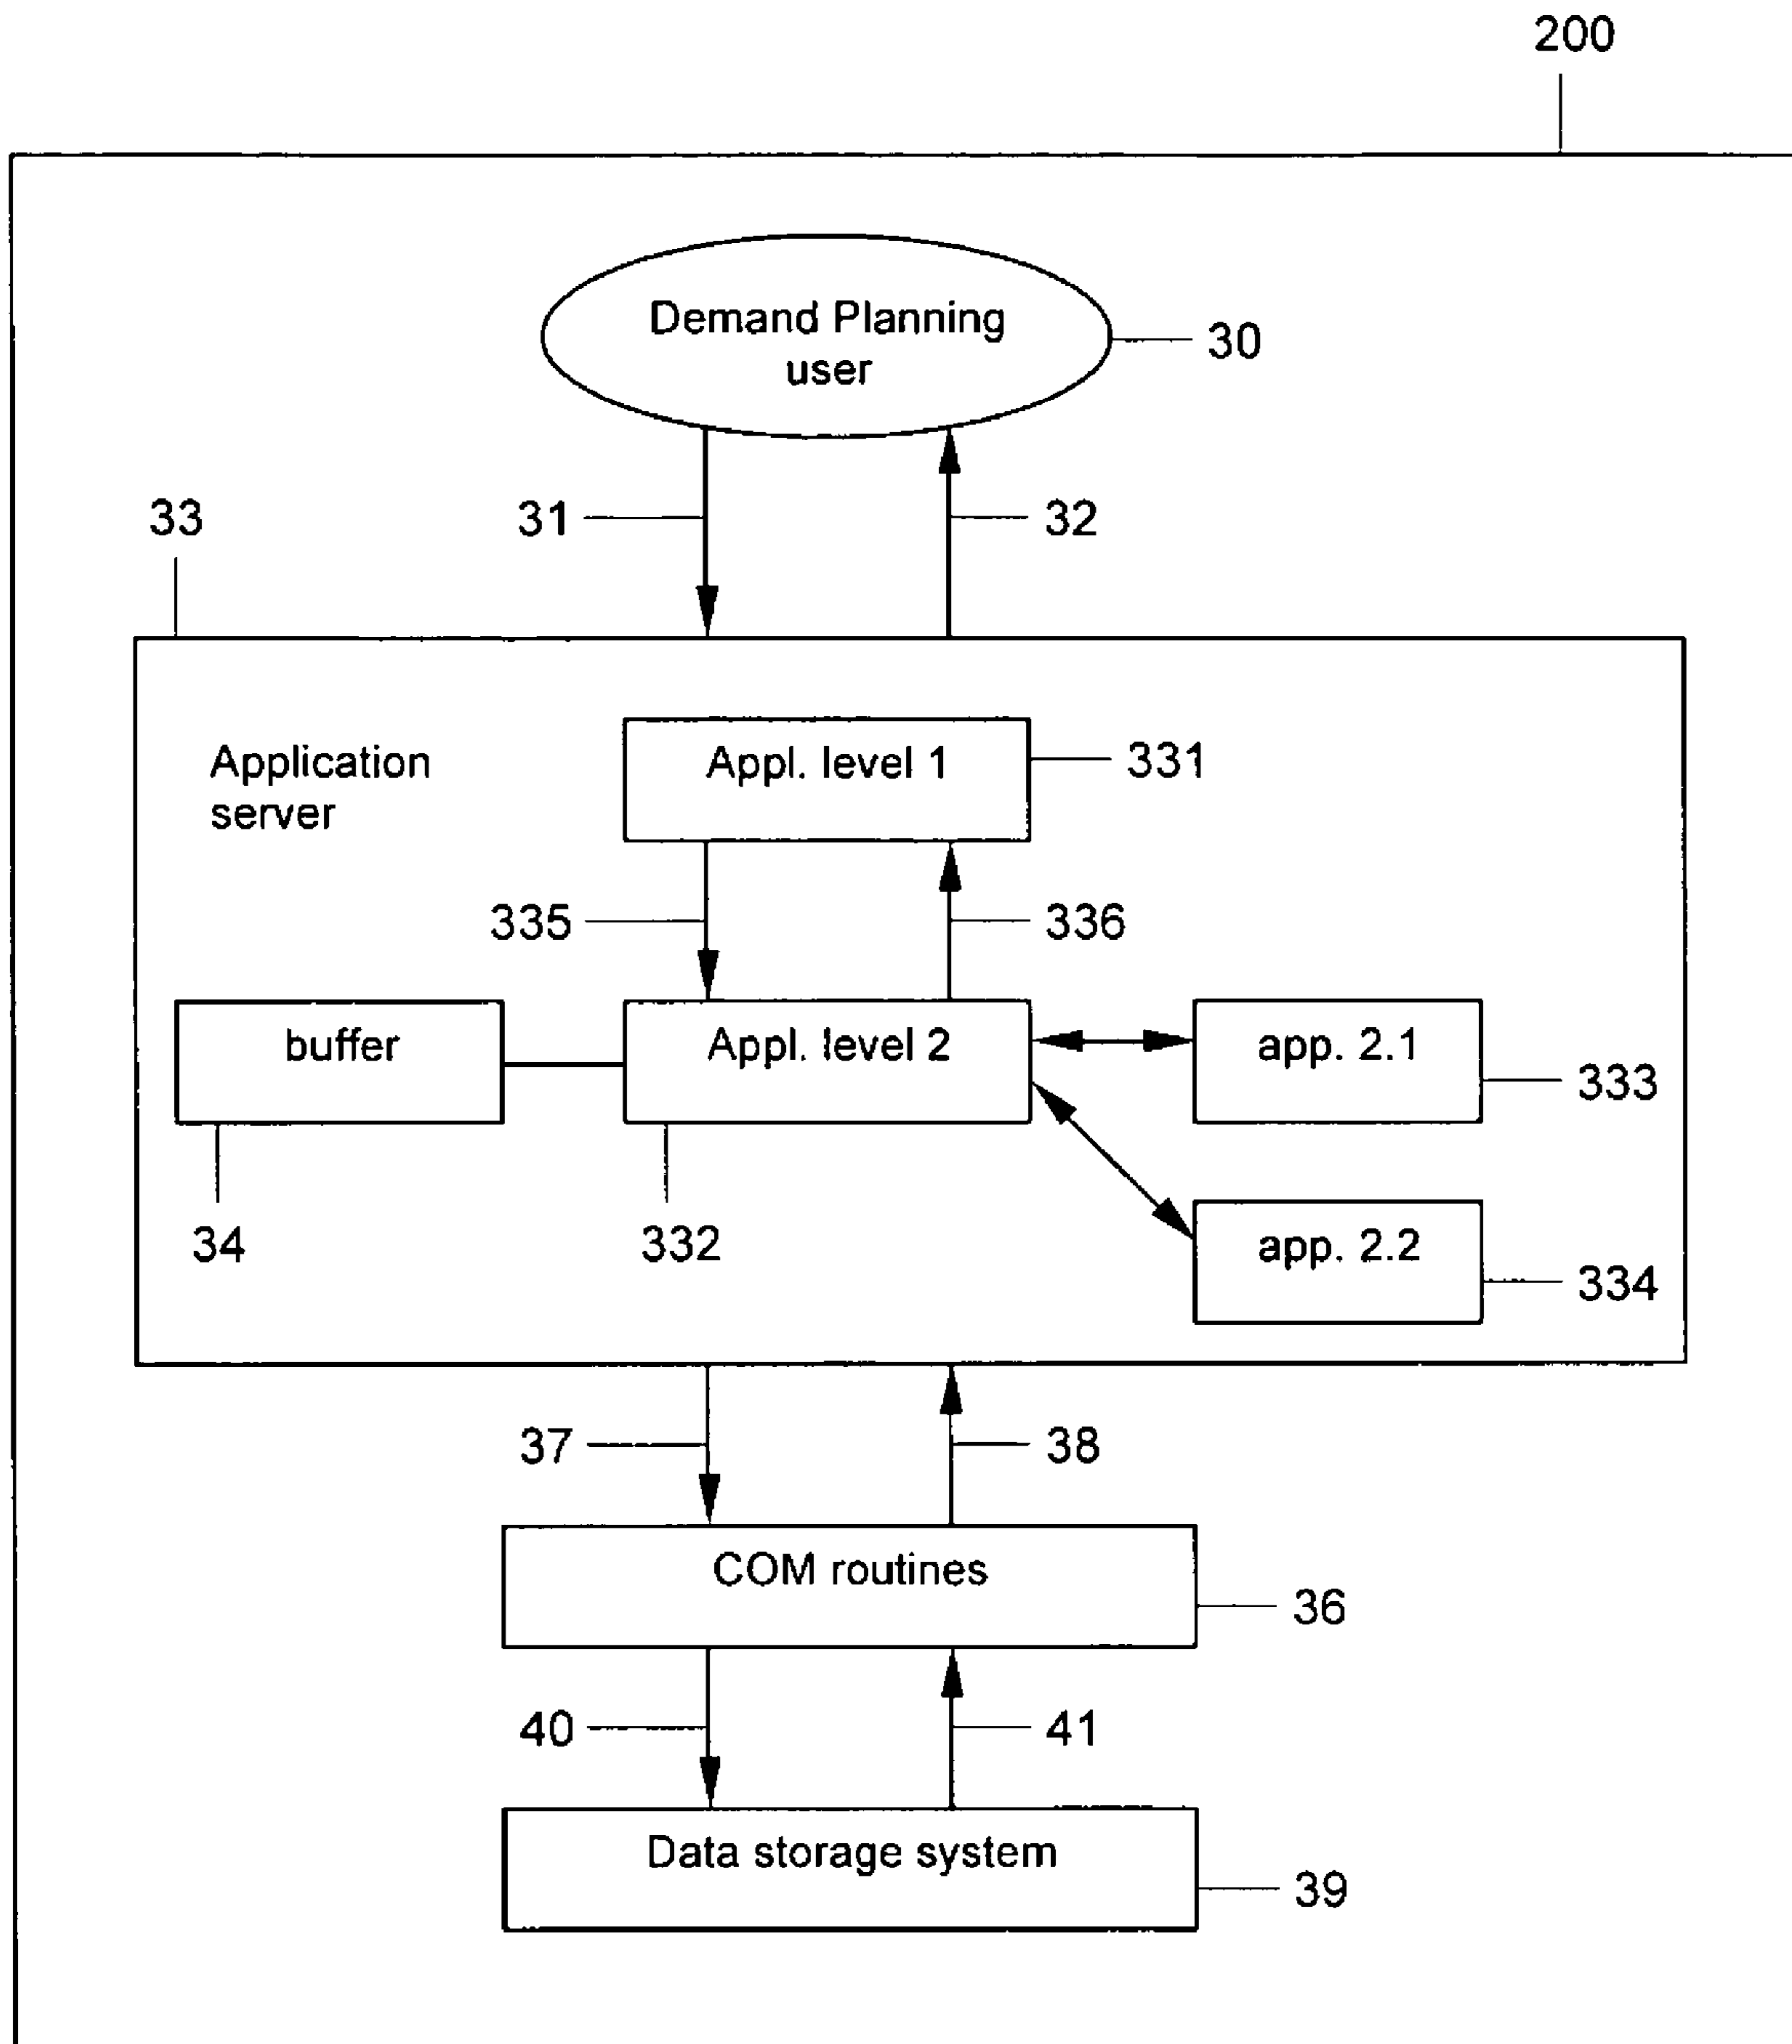 200
Demand Planning
user
30
31
32
33
Application
server
Appl. level 1
331
335
336
buffer
Appl. level 2
app. 2.1
333
34
332
app. 2.2
334
37
38
COM routines
36
40
41
Data storage system
39